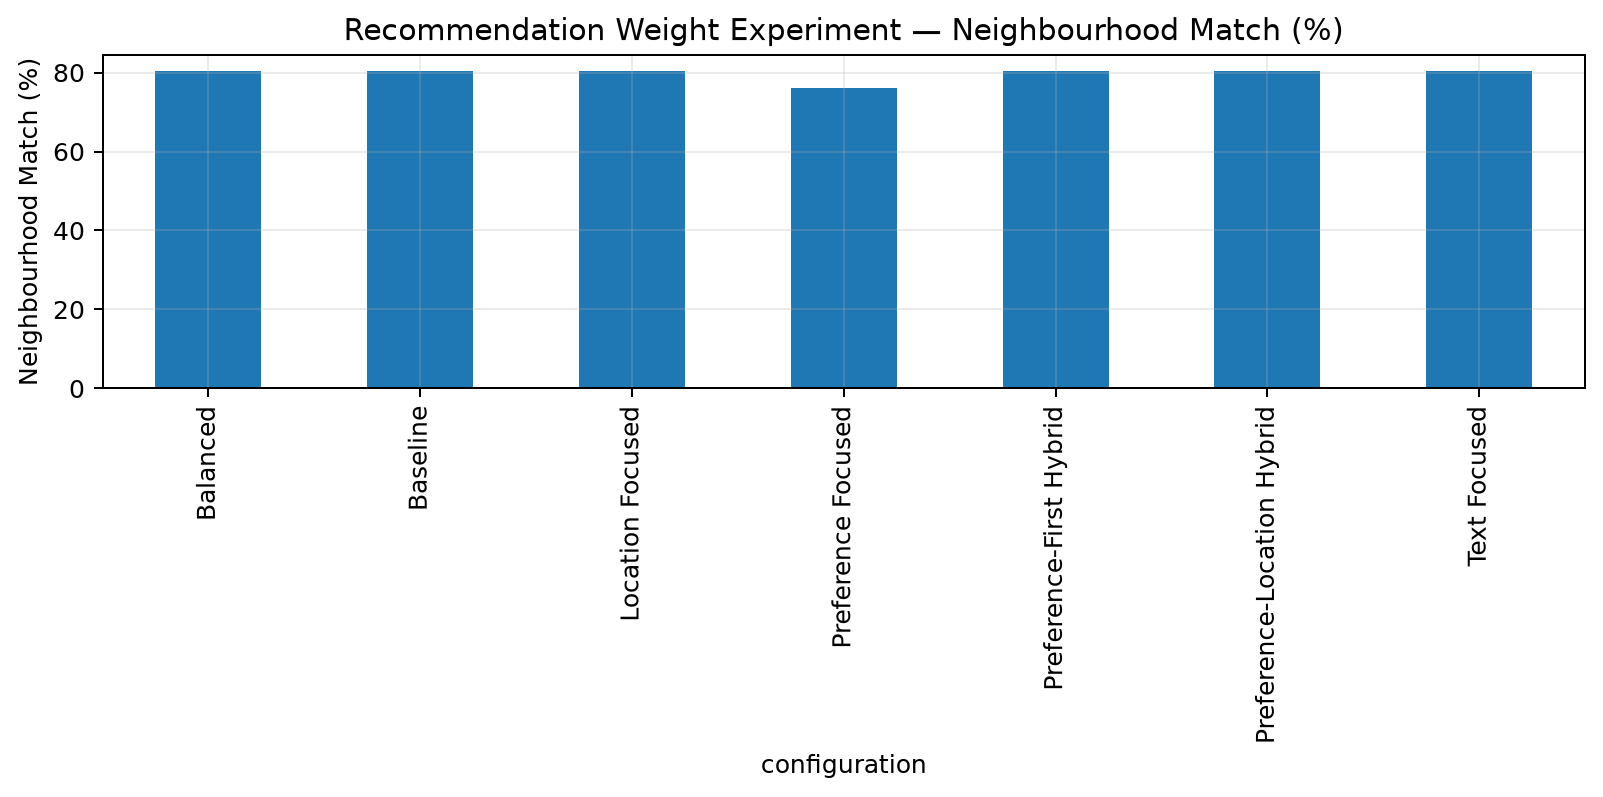 Recommendation Weight Experiment — Neighbourhood Match (%)
Neighbourhood Match (%)
80
60
40
20
0
Balanced
Baseline
Location Focused
Preference Focused
Preference-First Hybrid
Preference-Location Hybrid
Text Focused
configuration